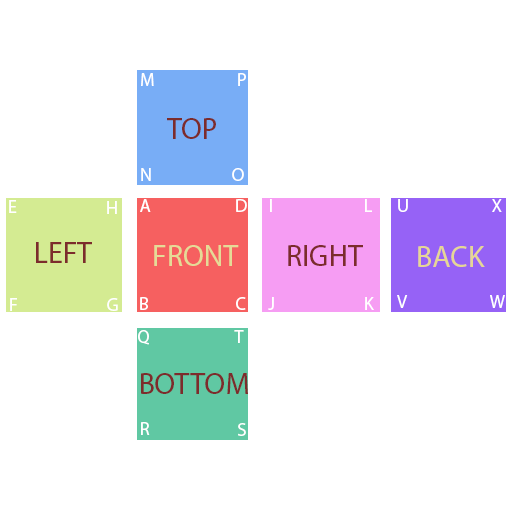 M P
TOP
N O
E H A D I L U X
LEFT FRONT RIGHT BACK
F G B C J K V W
Q T
BOTTOM
R S